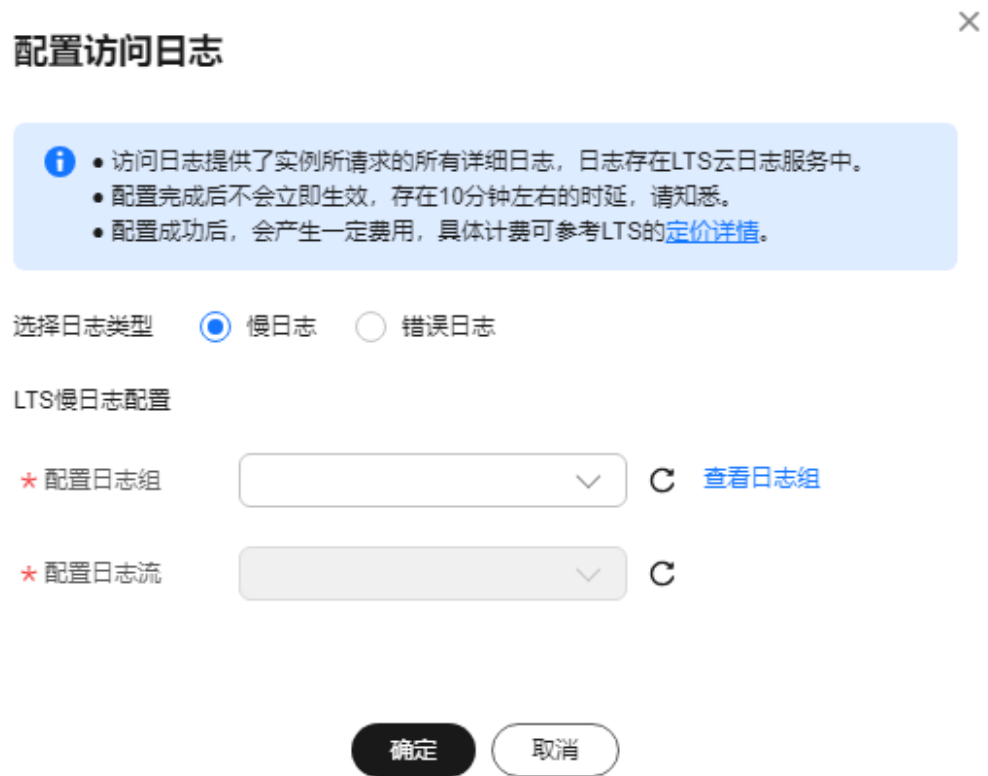 配置访问日志
● 访问日志提供了实例所请求的所有详细日志，日志存在LTS云日志服务中。
● 配置完成后不会立即生效，存在10分钟左右的时延，请知悉。
● 配置成功后，会产生一定费用，具体计费可参考LTS的定价详情。
选择日志类型 慢日志 错误日志
LTS慢日志配置
* 配置日志组 查看日志组
* 配置日志流
确定 取消